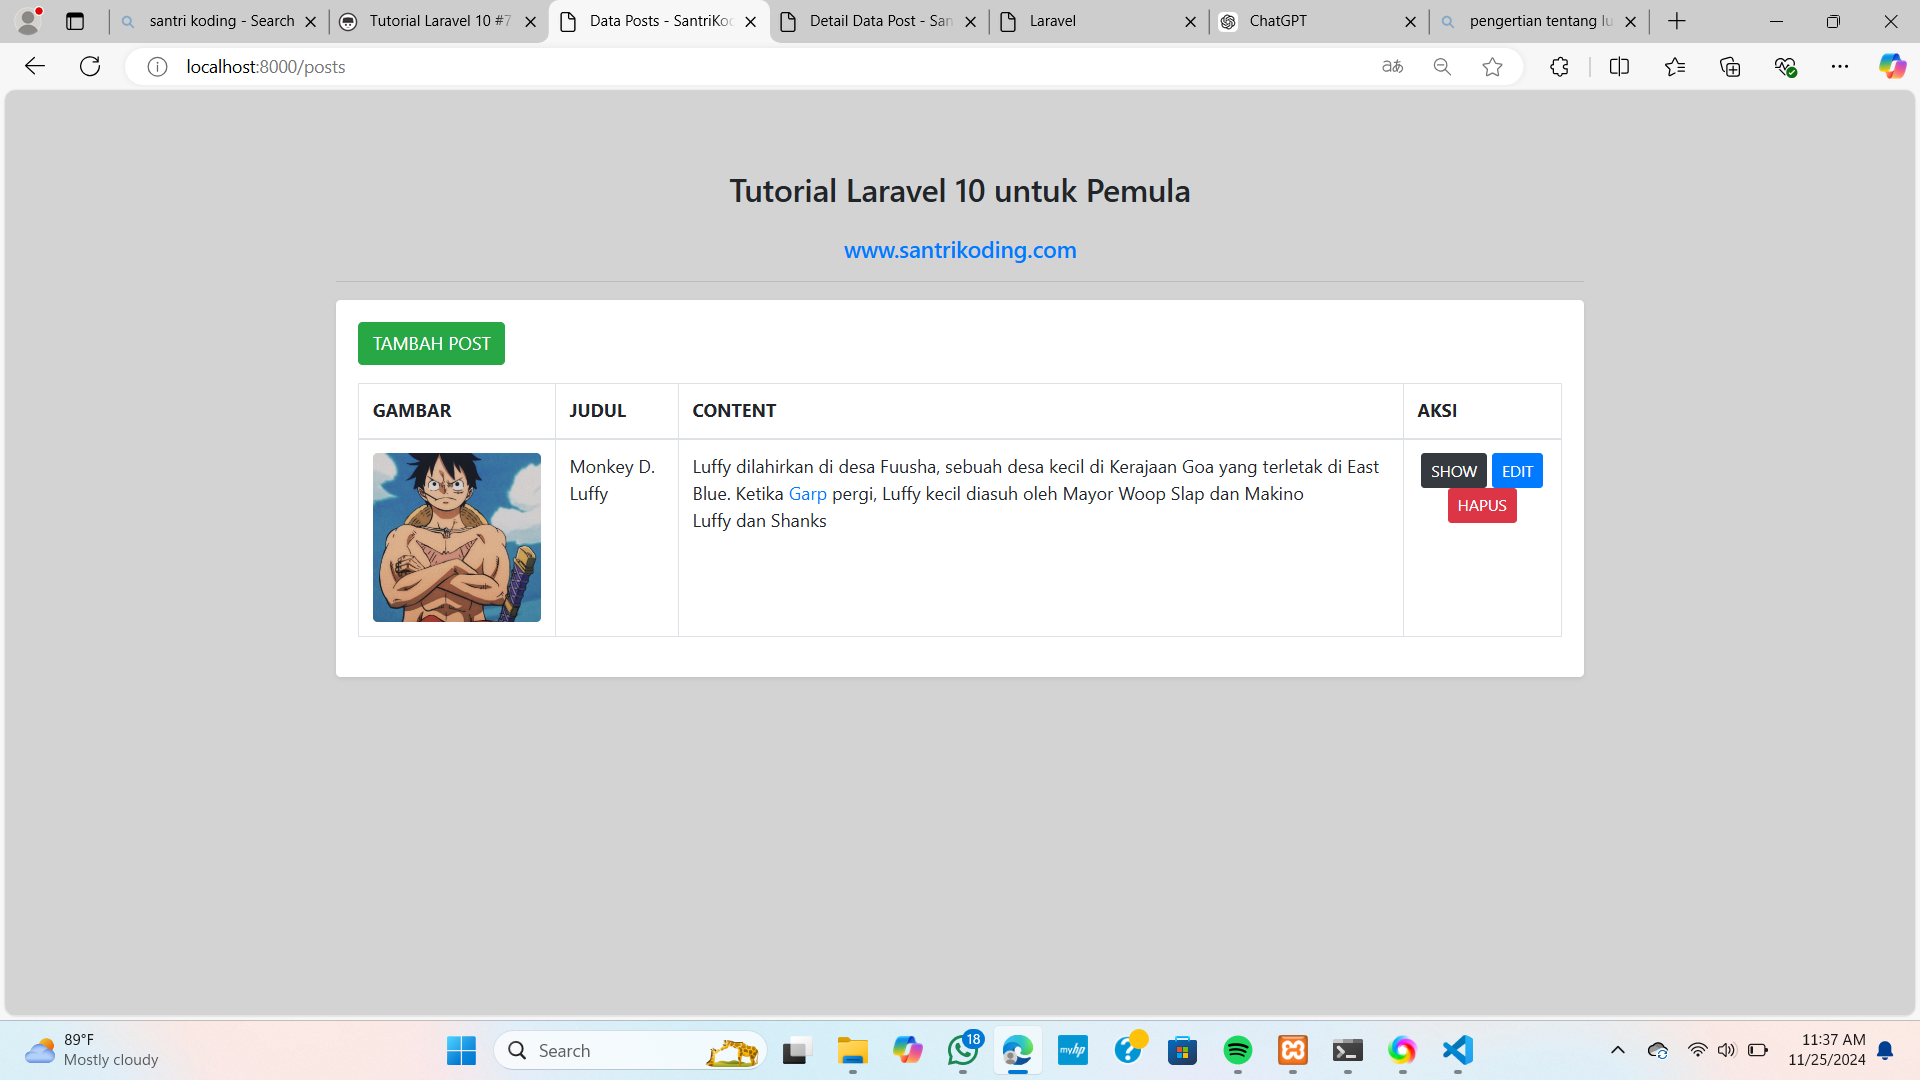 santri koding - Search
Tutorial Laravel 10 #7
Data Posts - SantriKod
Detail Data Post - San
Laravel
ChatGPT
pengertian tentang lu
localhost:8000/posts
Tutorial Laravel 10 untuk Pemula
www.santrikoding.com
TAMBAH POST
GAMBAR JUDUL CONTENT AKSI
Monkey D.
Luffy
Luffy dilahirkan di desa Fuusha, sebuah desa kecil di Kerajaan Goa yang terletak di East
Blue. Ketika Garp pergi, Luffy kecil diasuh oleh Mayor Woop Slap dan Makino
Luffy dan Shanks
SHOW EDIT
HAPUS
89°F
Mostly cloudy
Search
18
myhp
11:37 AM
11/25/2024